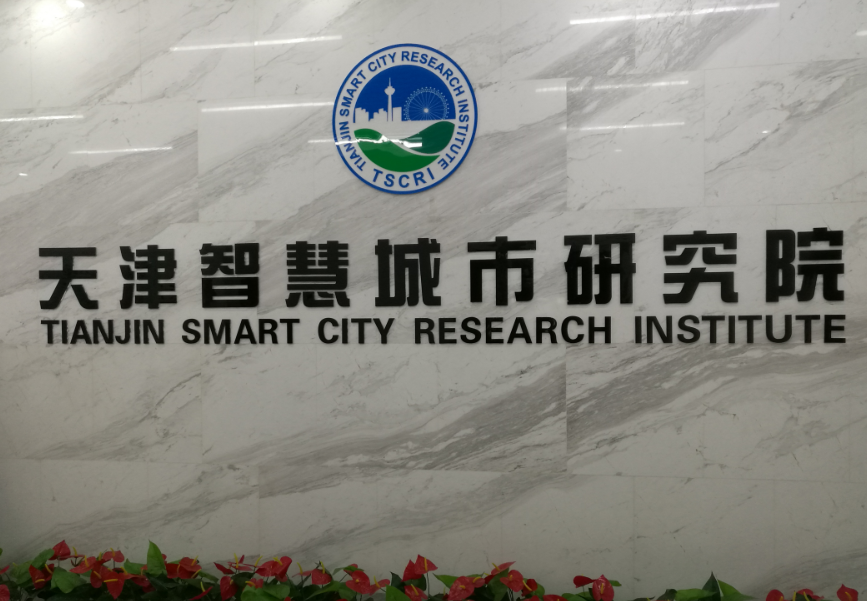 TIANJIN SMART CITY RESEARCH INSTITUTE
TSCRI
天津智慧城市研究院
TIANJIN SMART CITY RESEARCH INSTITUTE